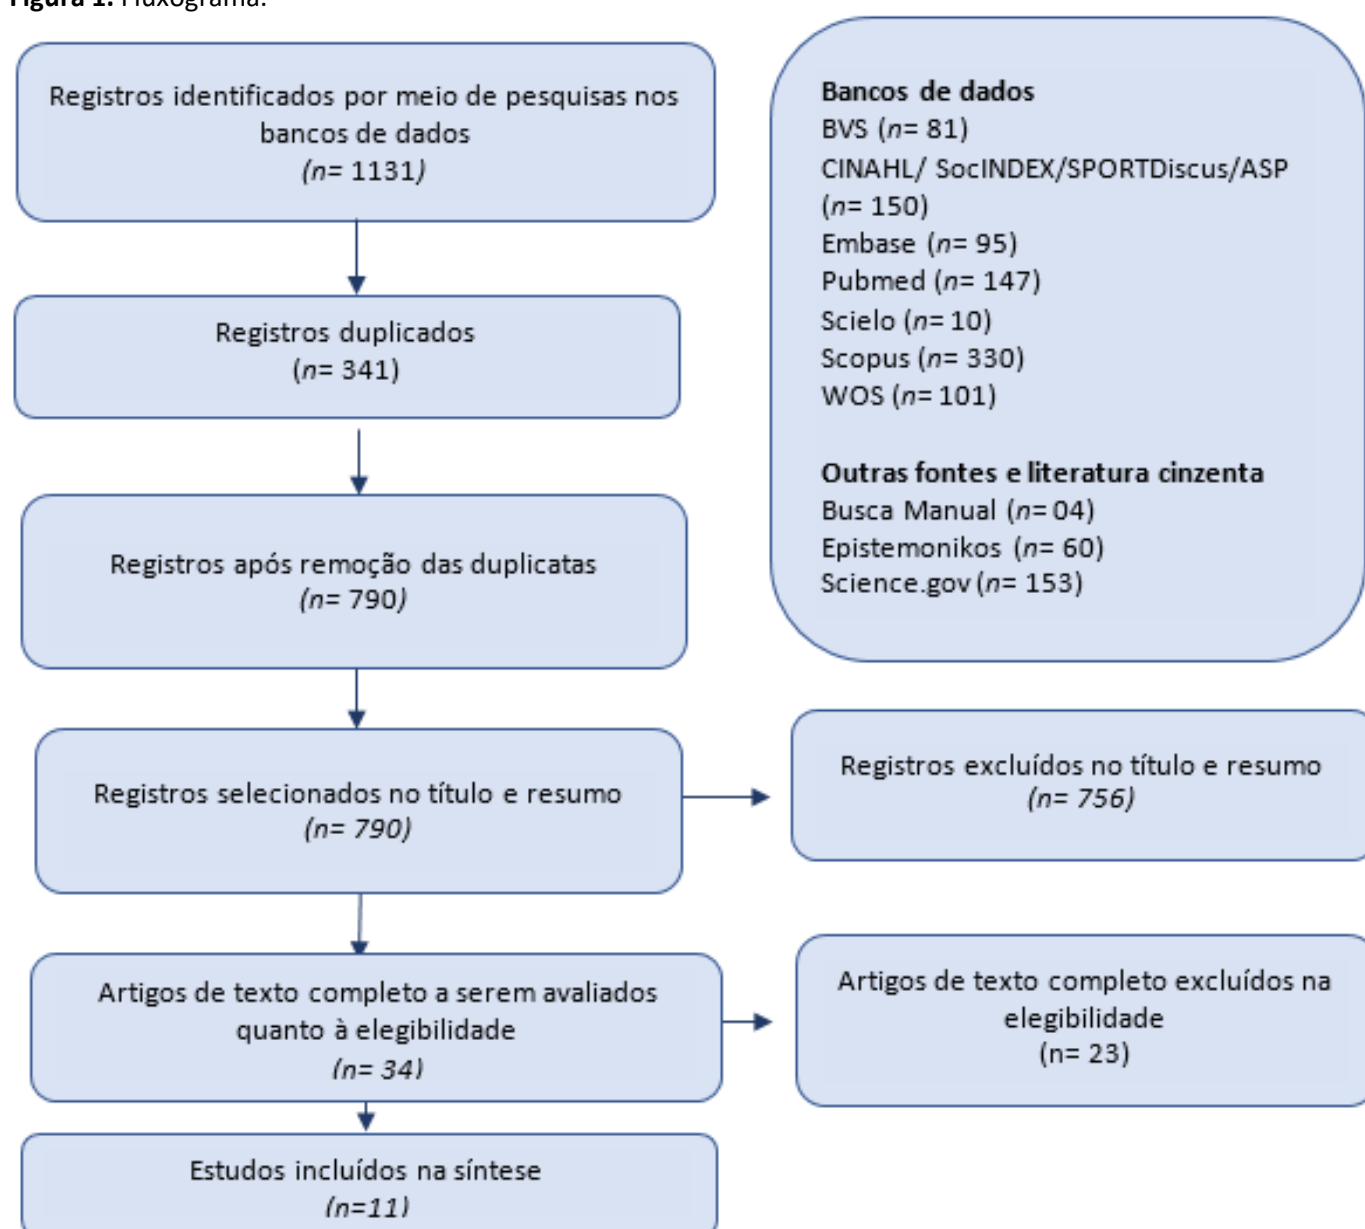 Figura 1. Fluxograma.
Registros identificados por meio de pesquisas nos
bancos de dados
(n= 1131)
Registros duplicados
(n= 341)
Registros após remoção das duplicatas
(n= 790)
Registros selecionados no título e resumo
(n= 790)
Artigos de texto completo a serem avaliados
quanto à elegibilidade
(n= 34)
Estudos incluídos na síntese
(n=11)
Bancos de dados
BVS (n= 81)
CINAHL/ SocINDEX/SPORTDiscus/ASP
(n= 150)
Embase (n= 95)
Pubmed (n= 147)
Scielo (n= 10)
Scopus (n= 330)
WOS (n= 101)
Outras fontes e literatura cinzenta
Busca Manual (n= 04)
Epistemonikos (n= 60)
Science.gov (n= 153)
Registros excluídos no título e resumo
(n= 756)
Artigos de texto completo excluídos na
elegibilidade
(n= 23)